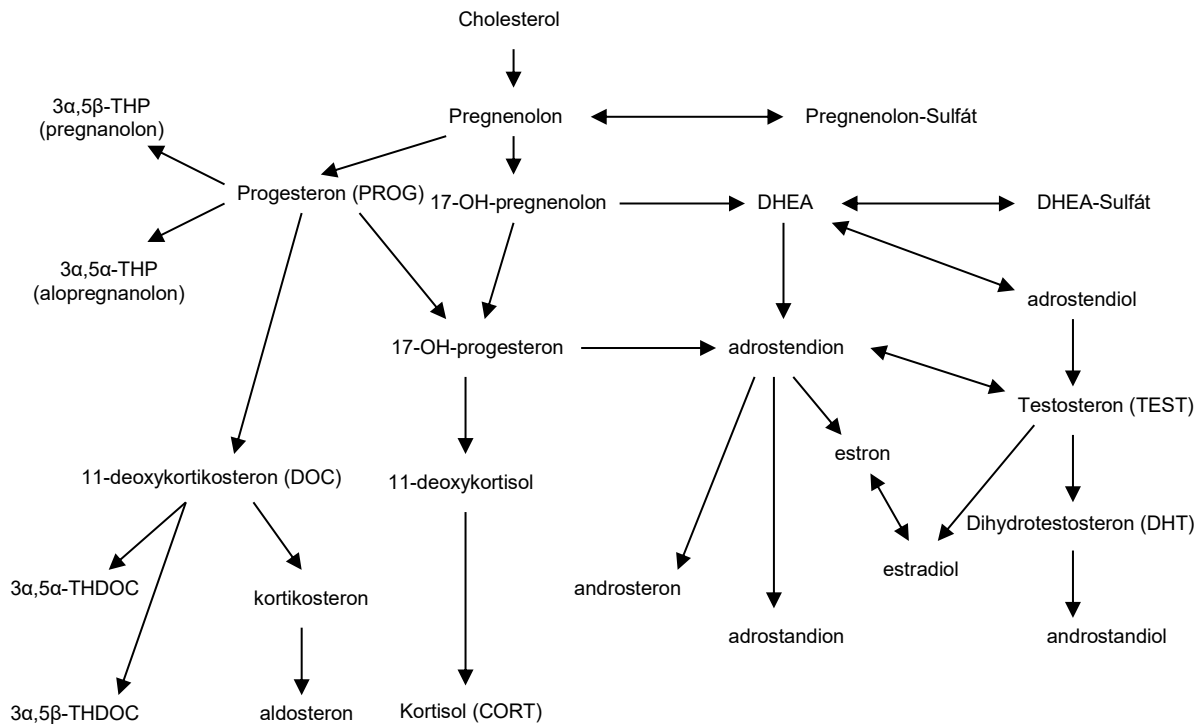 Cholesterol
3α,5β-THP
(pregnanolon)
Pregnenolon
Pregnenolon-Sulfát
Progesteron (PROG)
17-OH-pregnenolon
DHEA
DHEA-Sulfát
3α,5α-THP
(alopregnanolon)
adrostendiol
17-OH-progesteron
adrostendion
Testosteron (TEST)
estron
11-deoxykortikosteron (DOC)
11-deoxykortisol
Dihydrotestosteron (DHT)
estradiol
3α,5α-THDOC
kortikosteron
androsteron
adrostandion
androstandiol
3α,5β-THDOC
aldosteron
Kortisol (CORT)